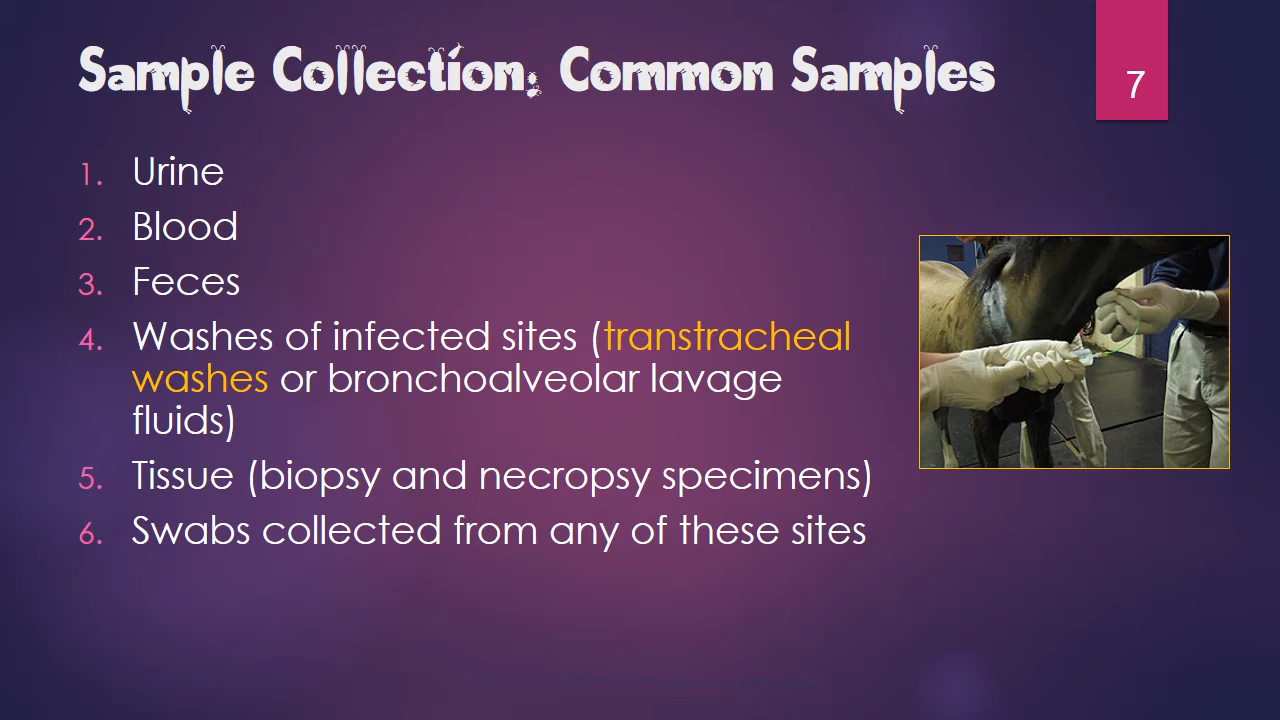 Sample Collection: Common Samples
7
1. Urine
2. Blood
3. Feces
4. Washes of infected sites (transtracheal
washes or bronchoalveolar lavage
fluids)
5. Tissue (biopsy and necropsy specimens)
6. Swabs collected from any of these sites